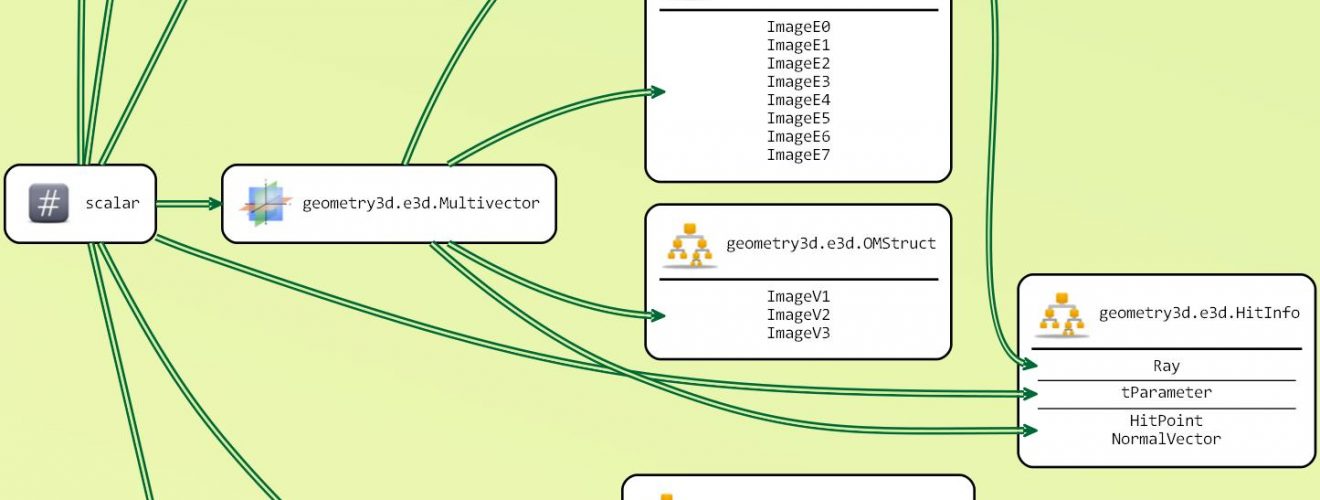 ImageE0
ImageE1
ImageE2
ImageE3
ImageE4
ImageE5
ImageE6
ImageE7
# scalar
geometry3d.e3d.Multivector
geometry3d.e3d.OMStruct
ImageV1
ImageV2
ImageV3
geometry3d.e3d.HitInfo
Ray
tParameter
HitPoint
NormalVector